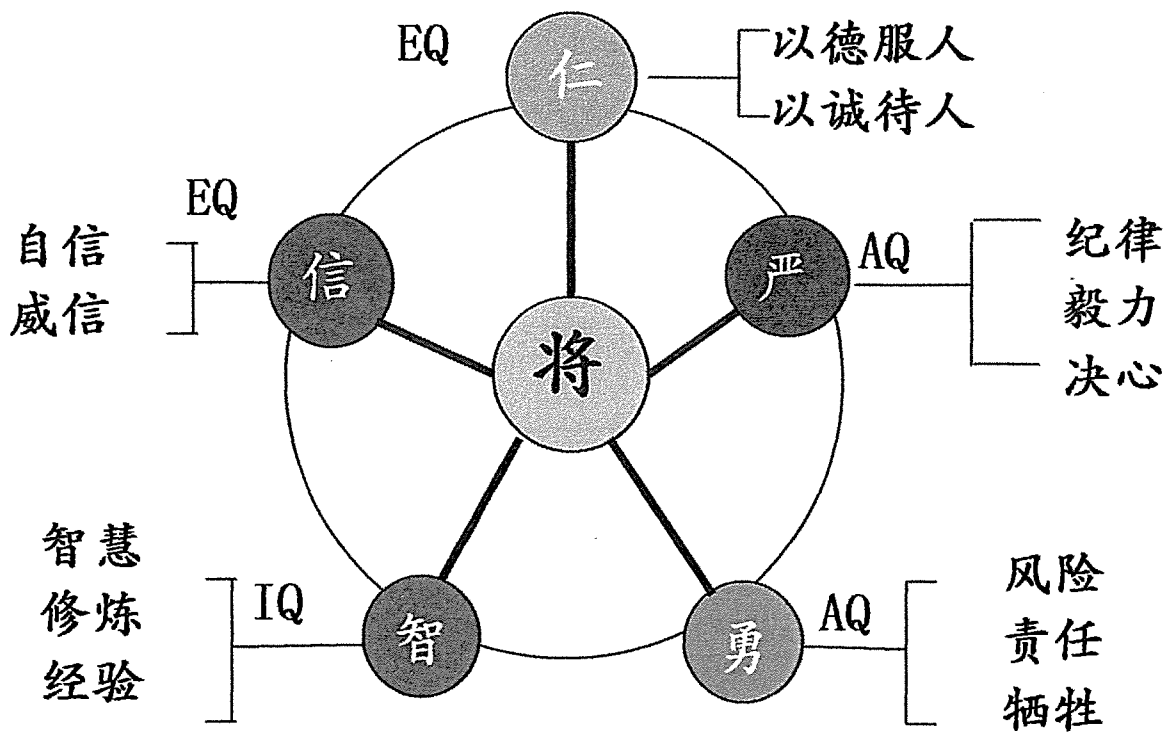 EQ
仁
以德服人
以诚待人
EQ
自信
威信
信
严
AQ
纪律
毅力
决心
将
智慧
修炼
经验
IQ
智
勇
AQ
风险
责任
牺牲